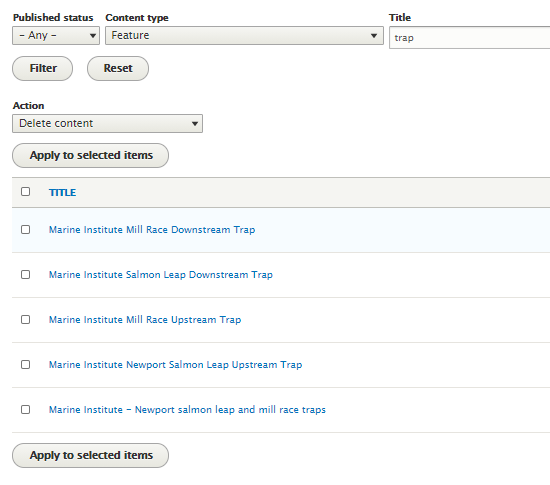 Published status Content type Title
- Any - Feature trap
Filter Reset
Action
Delete content
Apply to selected items
TITLE
Marine Institute Mill Race Downstream Trap
Marine Institute Salmon Leap Downstream Trap
Marine Institute Mill Race Upstream Trap
Marine Institute Newport Salmon Leap Upstream Trap
Marine Institute - Newport salmon leap and mill race traps
Apply to selected items